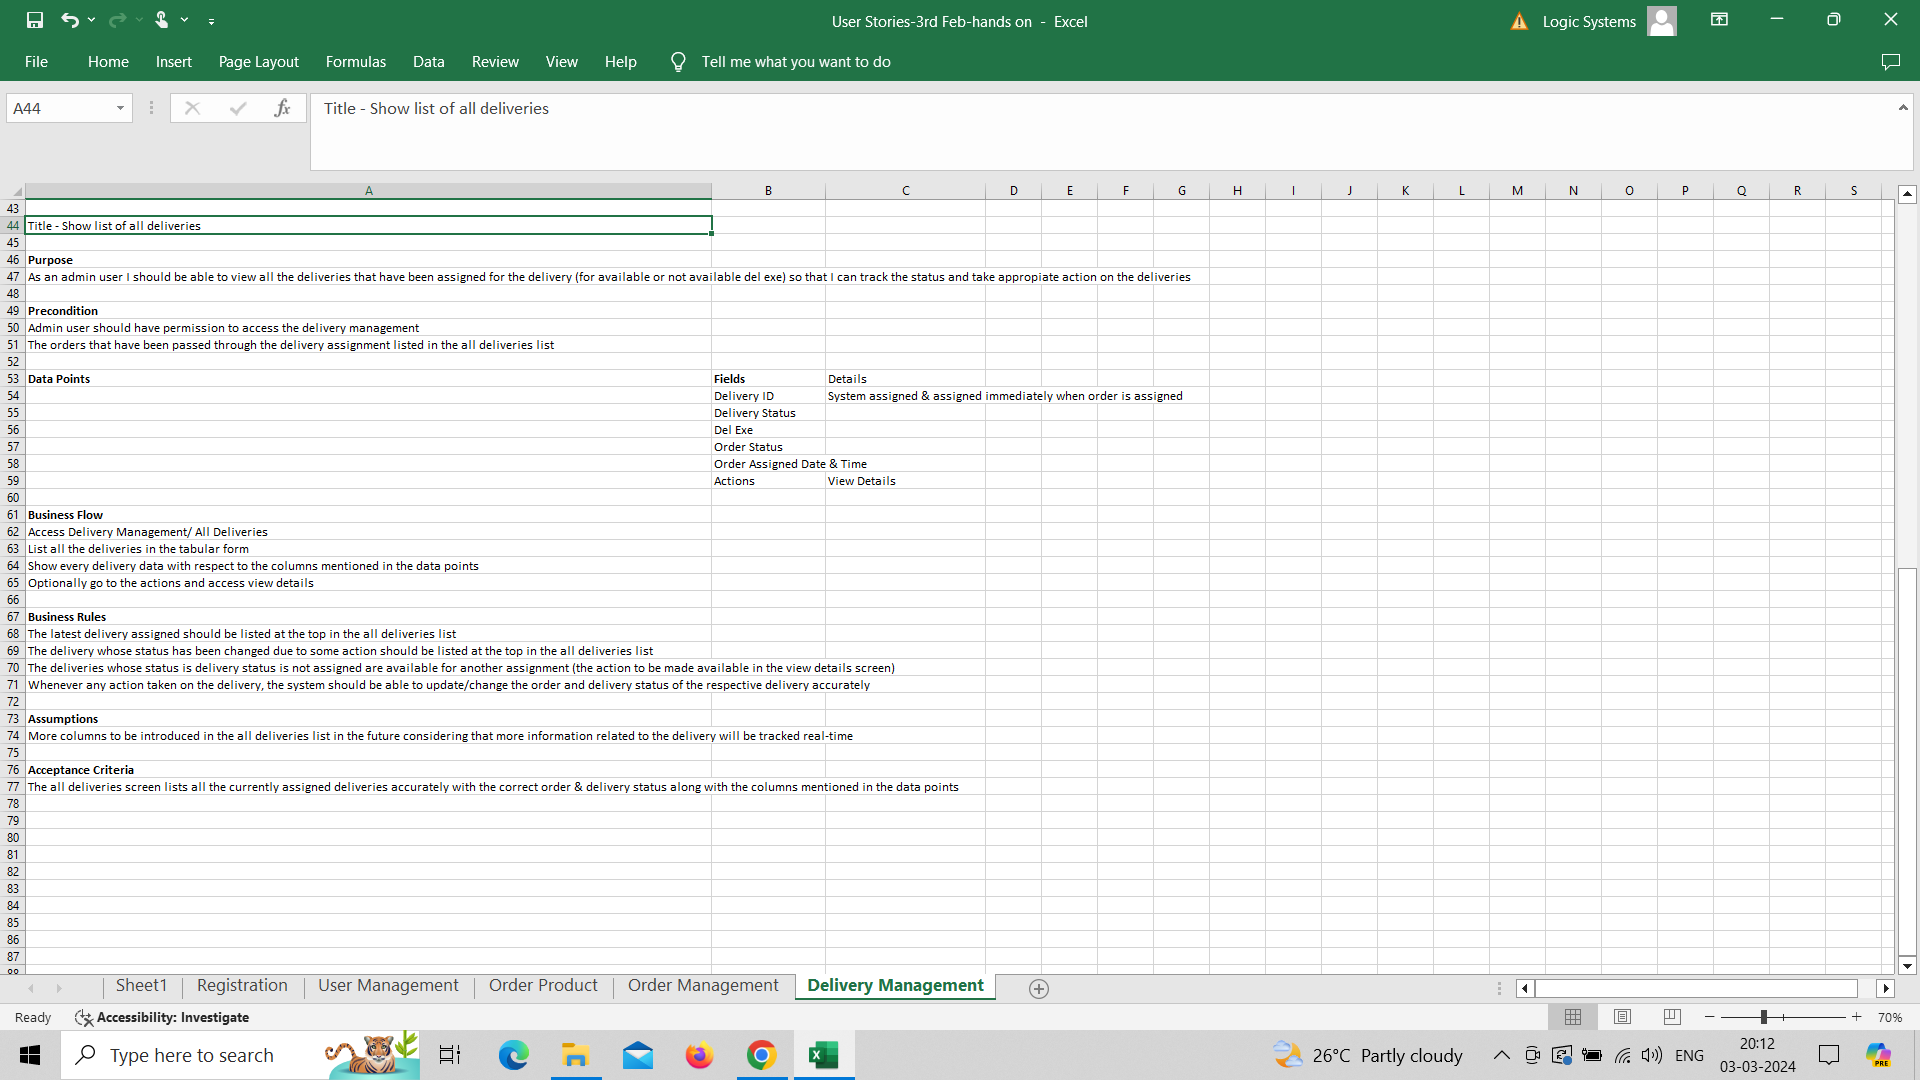 User Stories-3rd Feb-hands on - Excel
Logic Systems
File Home Insert Page Layout Formulas Data Review View Help Tell me what you want to do
A44 fx Title - Show list of all deliveries
A B C D E F G H I J K L M N O P Q R S
43
44 Title - Show list of all deliveries
45
46 Purpose
47 As an admin user I should be able to view all the deliveries that have been assigned for the delivery (for available or not available del exe) so that I can track the status and take appropiate action on the deliveries
48
49 Precondition
50 Admin user should have permission to access the delivery management
51 The orders that have been passed through the delivery assignment listed in the all deliveries list
52
53 Data Points Fields Details
54 Delivery ID System assigned & assigned immediately when order is assigned
55 Delivery Status
56 Del Exe
57 Order Status
58 Order Assigned Date & Time
59 Actions View Details
60
61 Business Flow
62 Access Delivery Management/ All Deliveries
63 List all the deliveries in the tabular form
64 Show every delivery data with respect to the columns mentioned in the data points
65 Optionally go to the actions and access view details
66
67 Business Rules
68 The latest delivery assigned should be listed at the top in the all deliveries list
69 The delivery whose status has been changed due to some action should be listed at the top in the all deliveries list
70 The deliveries whose status is delivery status is not assigned are available for another assignment (the action to be made available in the view details screen)
71 Whenever any action taken on the delivery, the system should be able to update/change the order and delivery status of the respective delivery accurately
72
73 Assumptions
74 More columns to be introduced in the all deliveries list in the future considering that more information related to the delivery will be tracked real-time
75
76 Acceptance Criteria
77 The all deliveries screen lists all the currently assigned deliveries accurately with the correct order & delivery status along with the columns mentioned in the data points
78
79
80
81
82
83
84
85
86
87
88
Sheet1 Registration User Management Order Product Order Management Delivery Management
Ready Accessibility: Investigate 70%
Type here to search 26°C Partly cloudy ENG 20:12
03-03-2024
PRE